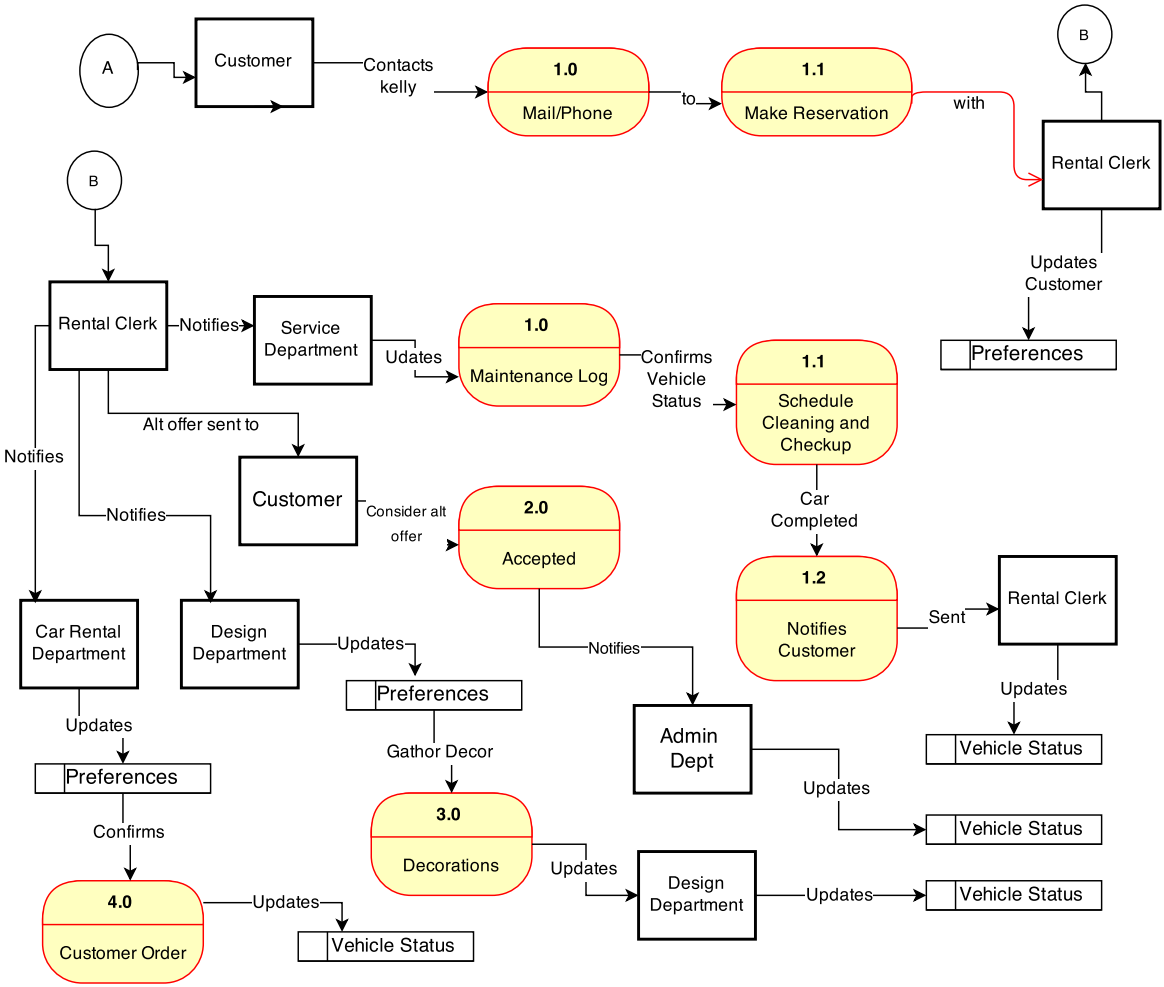 A
Customer
Contacts
kelly
1.0
Mail/Phone
to
1.1
Make Reservation
with
B
Rental Clerk
Updates
Customer
Preferences
B
Rental Clerk
Notifies
Service
Department
Udates
1.0
Maintenance Log
Confirms
Vehicle
Status
1.1
Schedule
Cleaning and
Checkup
Alt offer sent to
Notifies
Notifies
Customer
Consider alt
offer
2.0
Accepted
Car
Completed
1.2
Notifies
Customer
Sent
Rental Clerk
Updates
Vehicle Status
Car Rental
Department
Design
Department
Updates
Preferences
Notifies
Admin
Dept
Updates
Vehicle Status
Updates
Preferences
Gathor Decor
3.0
Decorations
Updates
Design
Department
Updates
Vehicle Status
Confirms
4.0
Customer Order
Updates
Vehicle Status